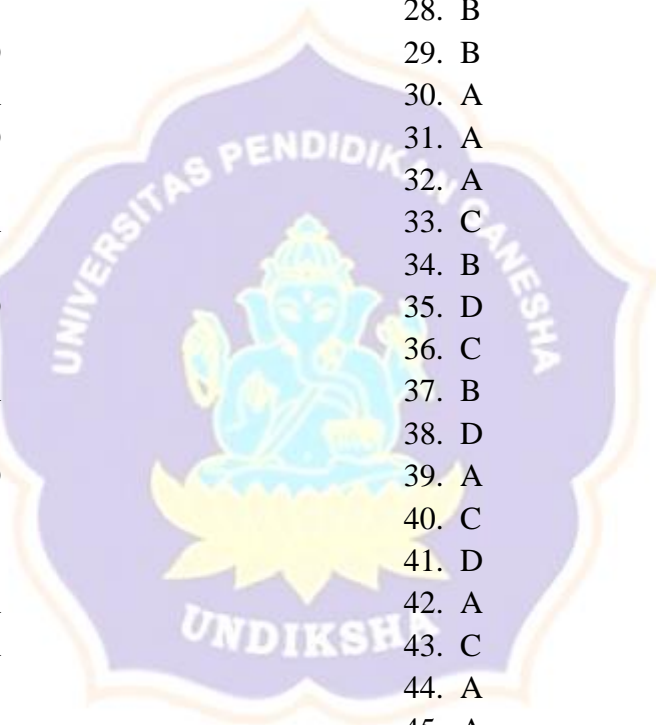 28. B
29. B
30. A
31. A
32. A
33. C
34. B
35. D
36. C
37. B
38. D
39. A
40. C
41. D
42. A
43. C
44. A
45. A
UNIVERSITAS PENDIDIKAN GANESHA
UNDIKSHA